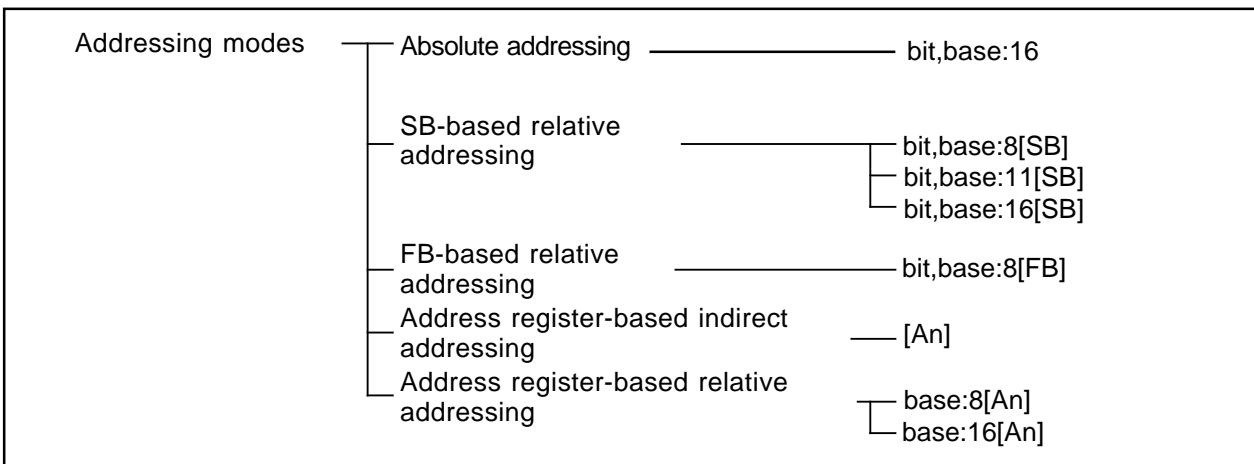 Addressing modes
Absolute addressing
bit,base:16
SB-based relative
addressing
bit,base:8[SB]
bit,base:11[SB]
bit,base:16[SB]
FB-based relative
addressing
bit,base:8[FB]
Address register-based indirect
addressing
[An]
Address register-based relative
addressing
base:8[An]
base:16[An]